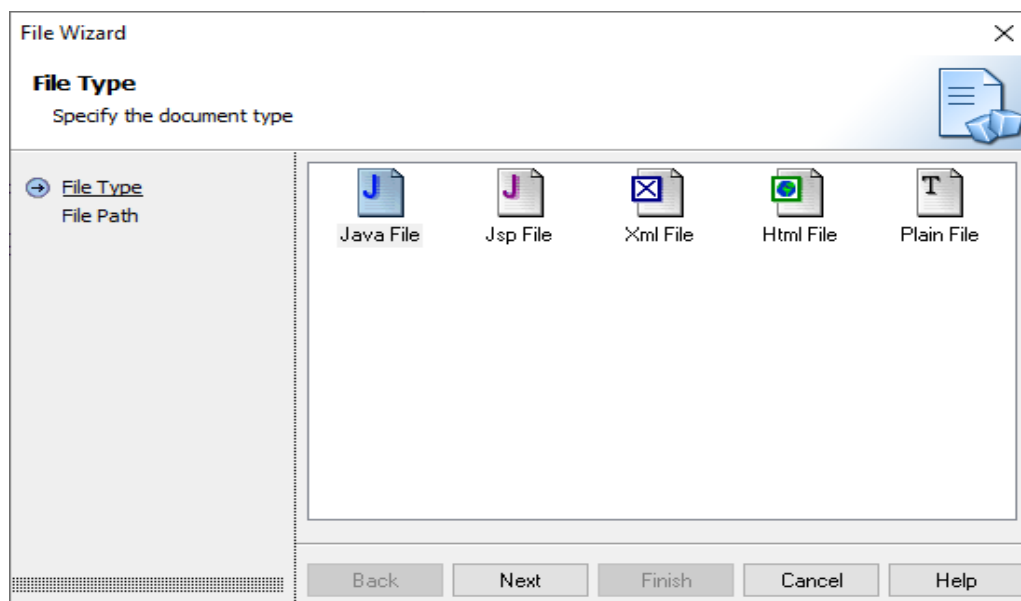 File Wizard
File Type
Specify the document type
File Type
File Path
J
J
T
Java File
Jsp File
Xml File
Html File
Plain File
Back
Next
Finish
Cancel
Help